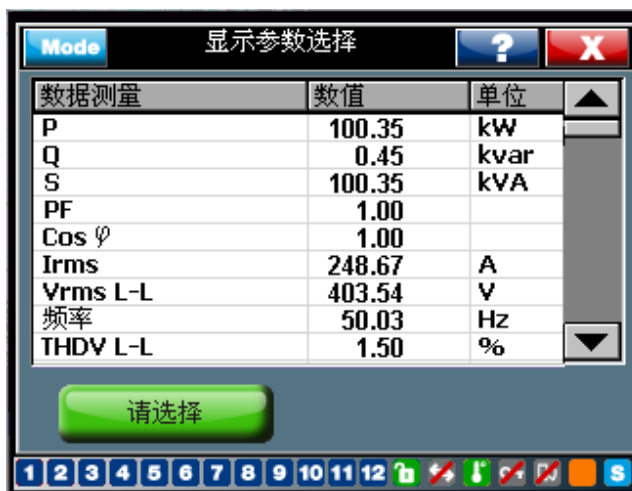 Mode 显示参数选择 ? X
数据测量 数值 单位
P 100.35 kW
Q 0.45 kvar
S 100.35 kVA
PF 1.00
Cos φ 1.00
Irms 248.67 A
Vrms L-L 403.54 V
频率 50.03 Hz
THDV L-L 1.50 %
请选择
1 2 3 4 5 6 7 8 9 10 11 12 S